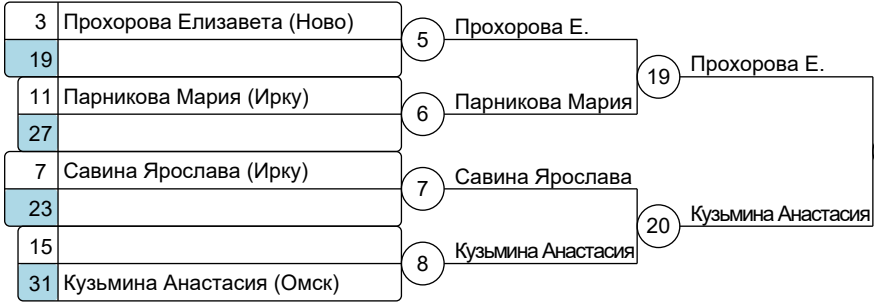 3 Прохорова Елизавета (Ново)
5 Прохорова Е.
19
19 Прохорова Е.
11 Парникова Мария (Ирку)
6 Парникова Мария
27
7 Савина Ярослава (Ирку)
7 Савина Ярослава
23
20 Кузьмина Анастасия
15
8 Кузьмина Анастасия
31 Кузьмина Анастасия (Омск)